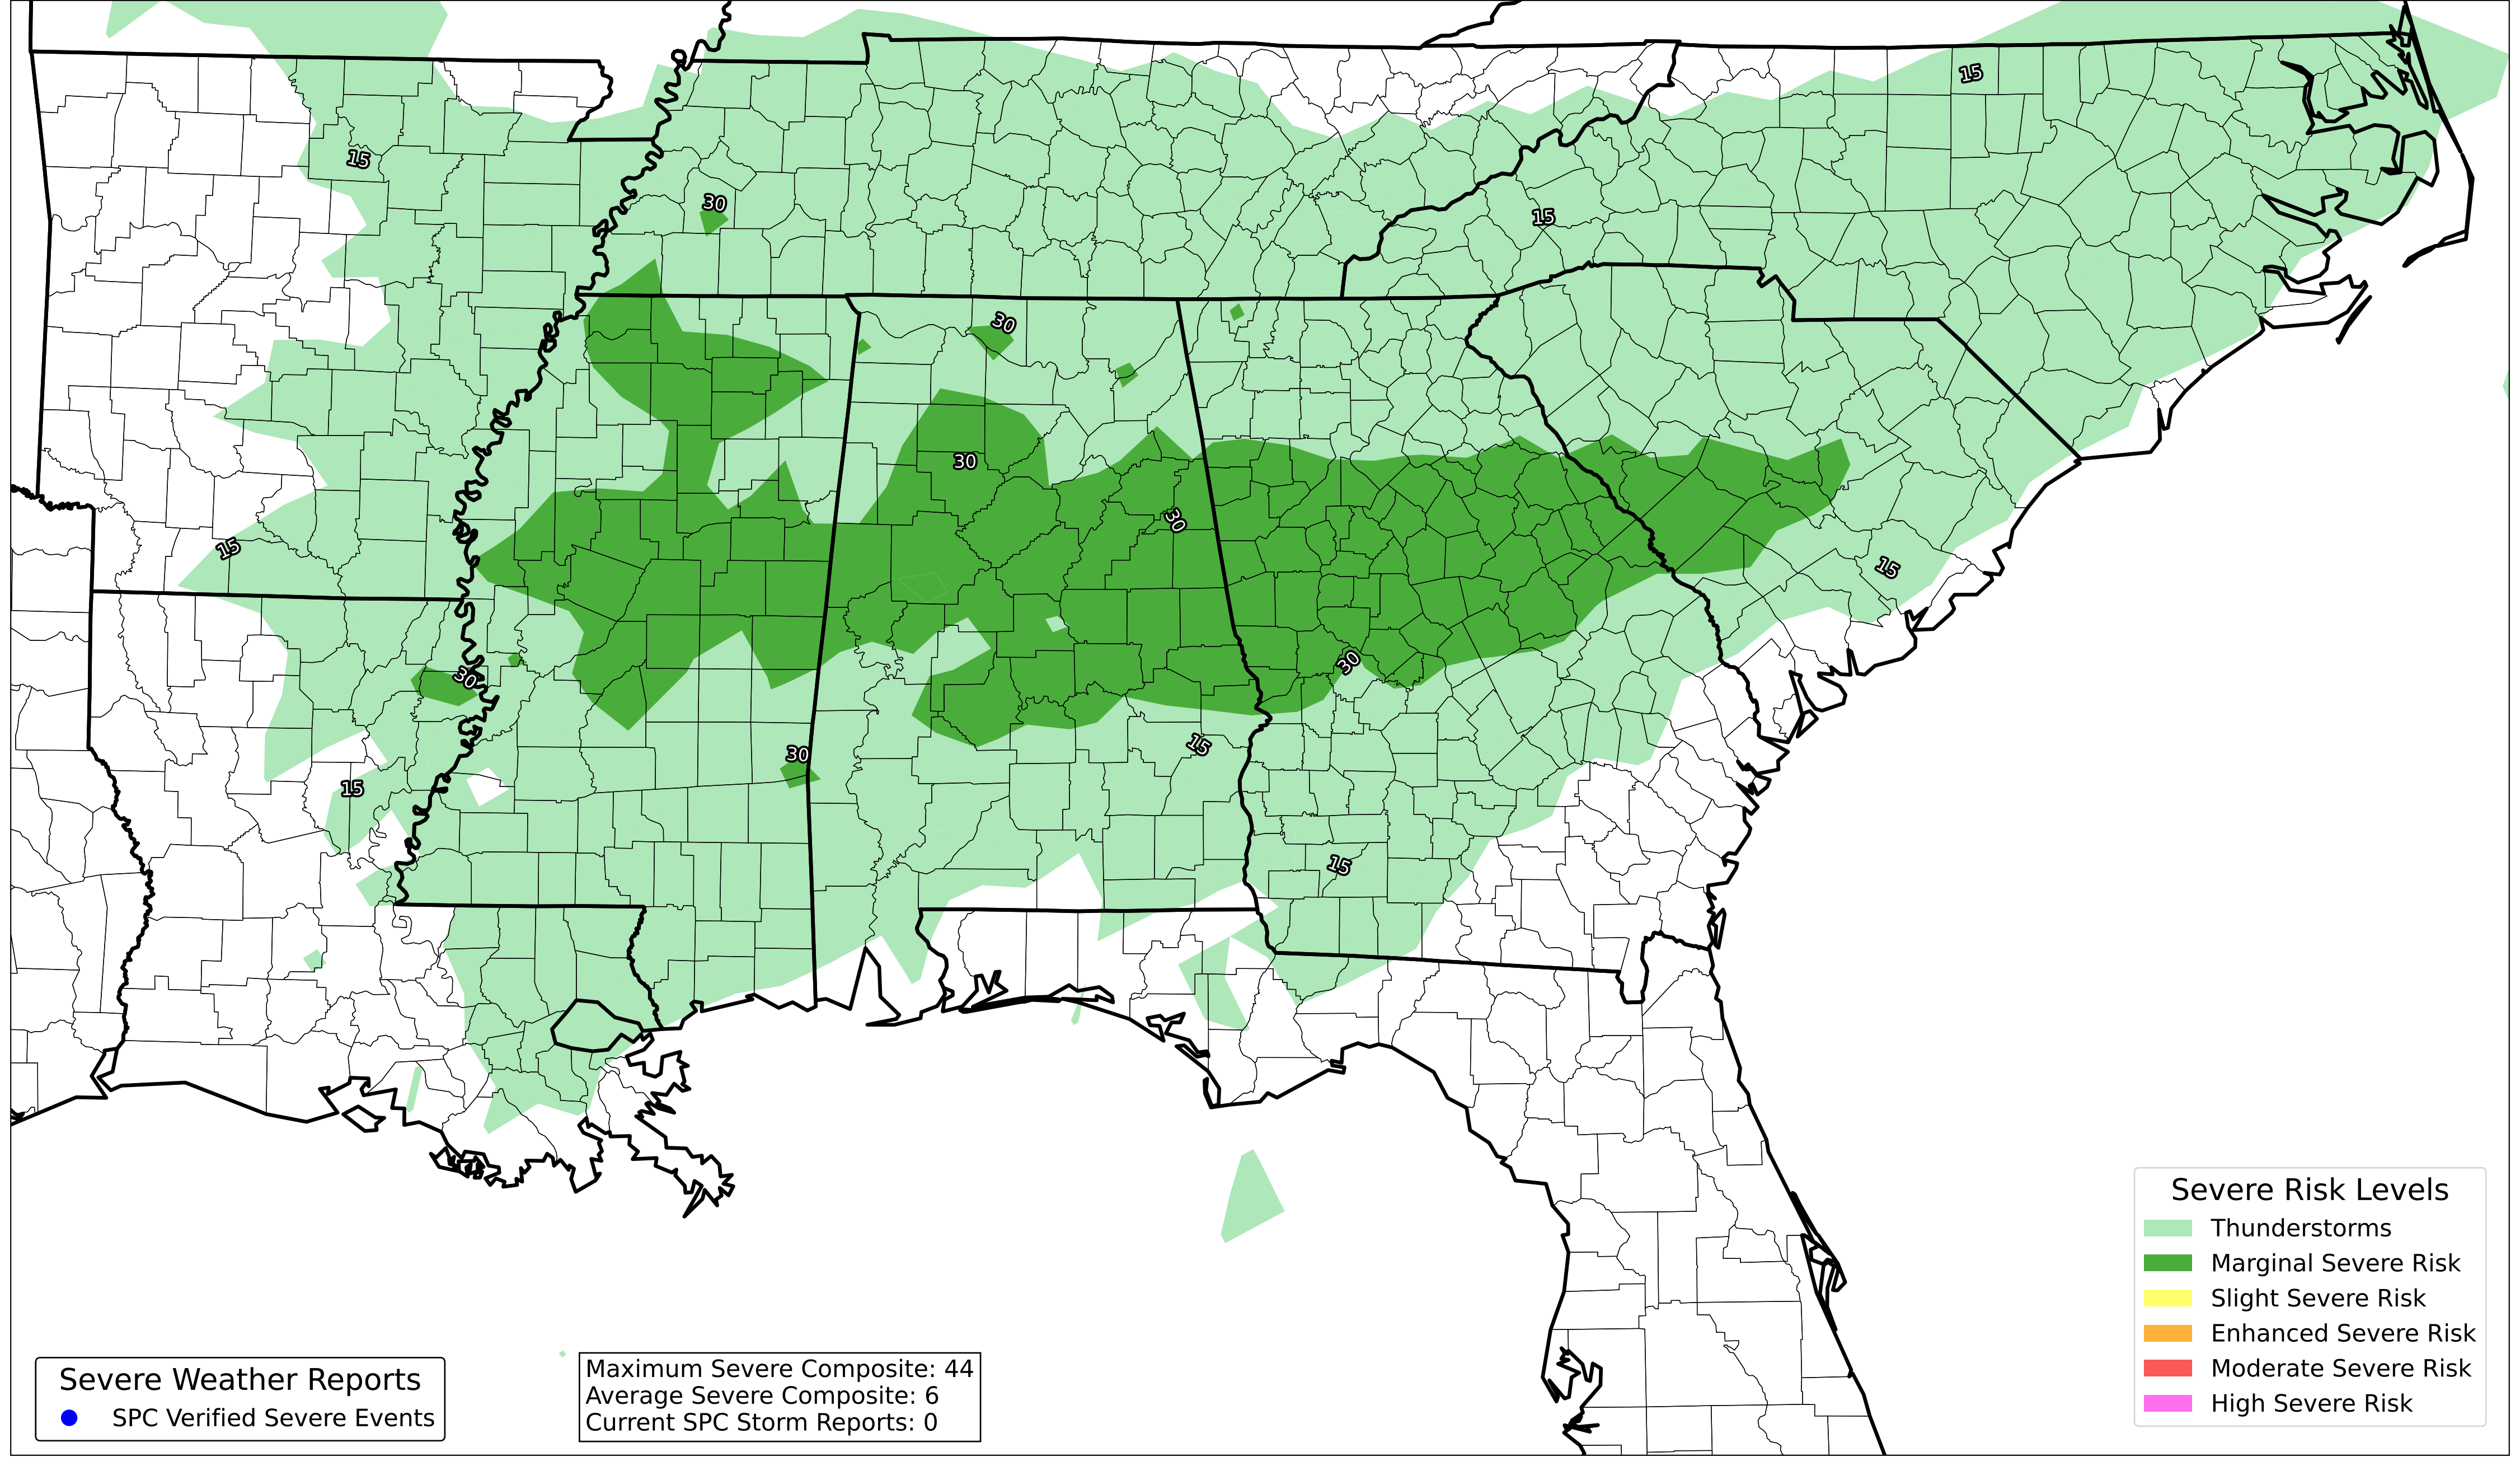 15
15
30
15
30
30
30
15
15
30
30
15
30
15
15
Severe Risk Levels
Thunderstorms
Marginal Severe Risk
Slight Severe Risk
Enhanced Severe Risk
Moderate Severe Risk
High Severe Risk
Severe Weather Reports
SPC Verified Severe Events
Maximum Severe Composite: 44
Average Severe Composite: 6
Current SPC Storm Reports: 0